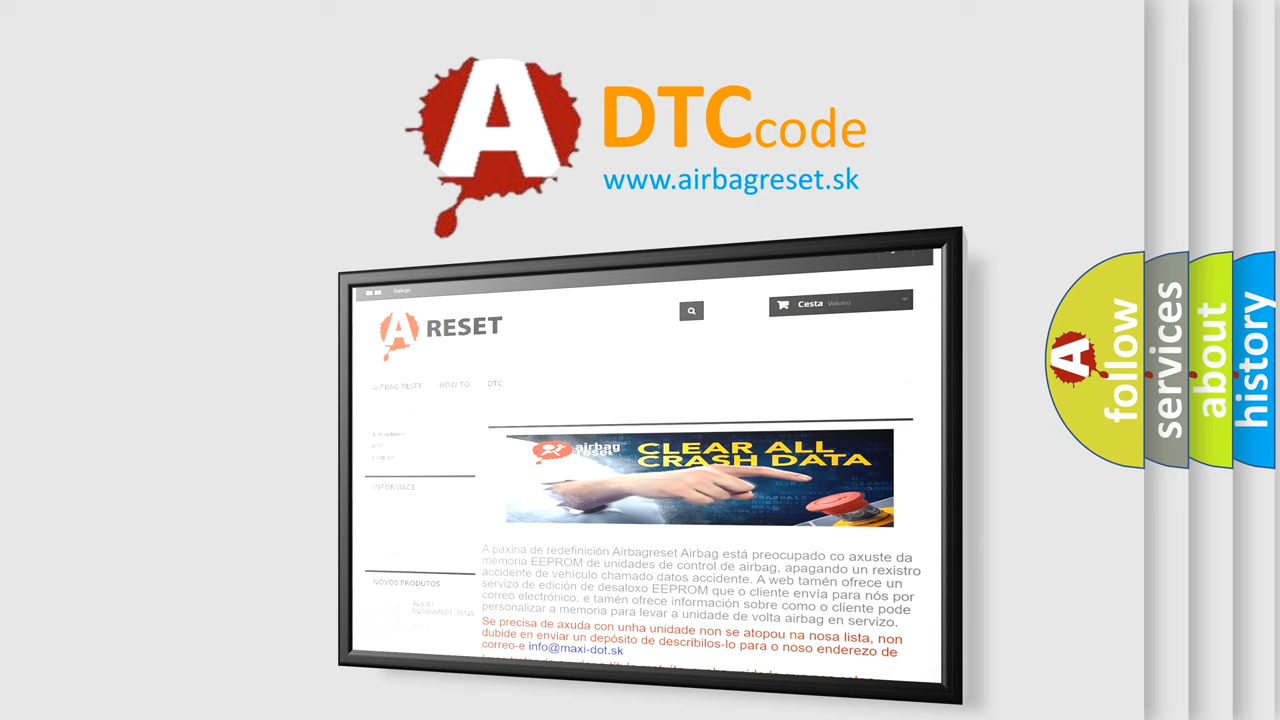 A DTCcode
www.airbagreset.sk
Galego
A RESET
Cesta Valeiro
AIRBAG RESET HOW TO DTC
INFORMACE
NOVOS PRODUTOS
airbag
reset
CLEAR ALL
CRASH DATA
A páxina de redefinición Airbagreset Airbag está preocupado co axuste da
memoria EEPROM de unidades de control de airbag, apagando un rexistro
accidente de vehículo chamado datos accidente. A web tamén ofrece un
servizo de edición de desaloxo EEPROM que o cliente envía para nós por
correo electrónico, e tamén ofrece información sobre como o cliente pode
personalizar a memoria para levar a unidade de volta airbag en servizo.
Se precisa de axuda con unha unidade non se atopou na nosa lista, non
dubide en enviar un depósito de describilos-lo para o noso enderezo de
correo-e info@maxi-dot.sk
A follow
services
about
history